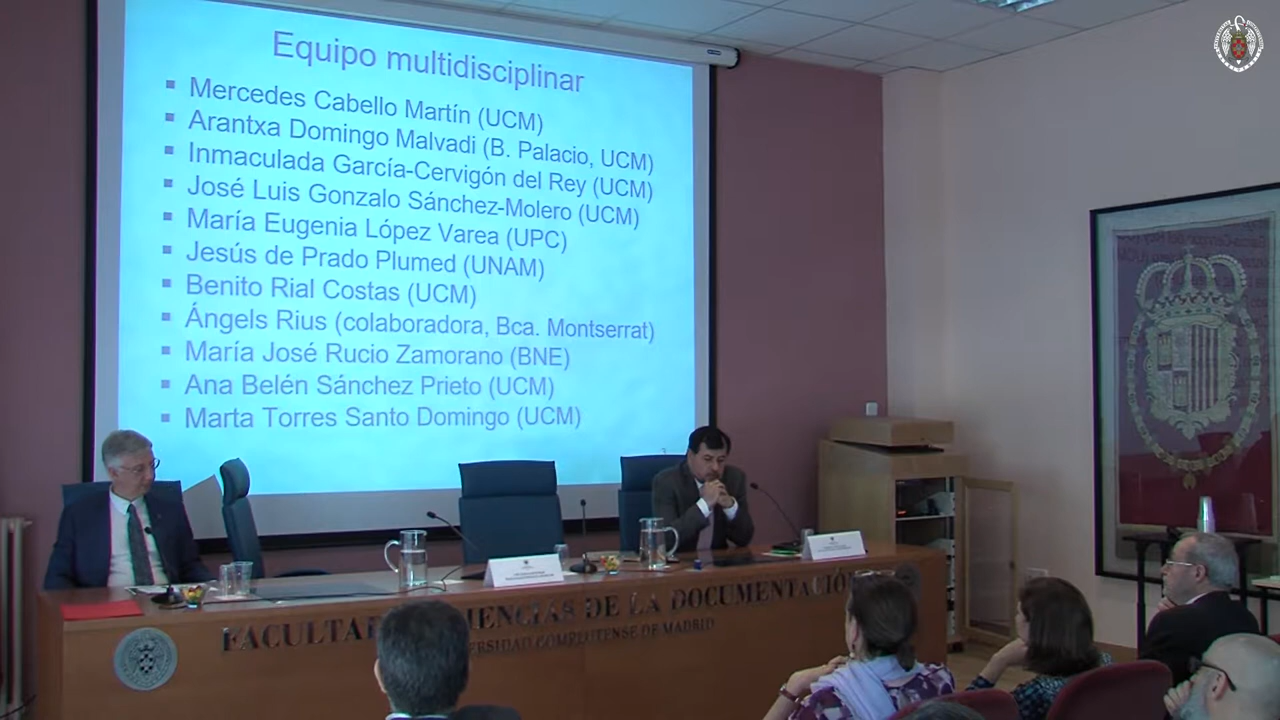 Equipo multidisciplinar
▪ Mercedes Cabello Martín (UCM)
▪ Arantxa Domingo Malvadi (B. Palacio, UCM)
▪ Inmaculada García-Cervigón del Rey (UCM)
▪ José Luis Gonzalo Sánchez-Molero (UCM)
▪ María Eugenia López Varea (UPC)
▪ Jesús de Prado Plumed (UNAM)
▪ Benito Rial Costas (UCM)
▪ Ángels Rius (colaboradora, Bca. Montserrat)
▪ María José Rucio Zamorano (BNE)
▪ Ana Belén Sánchez Prieto (UCM)
▪ Marta Torres Santo Domingo (UCM)
FACULTAD CIENCIAS DE LA DOCUMENTACIÓN
COMPLUTENSE DE MADRID